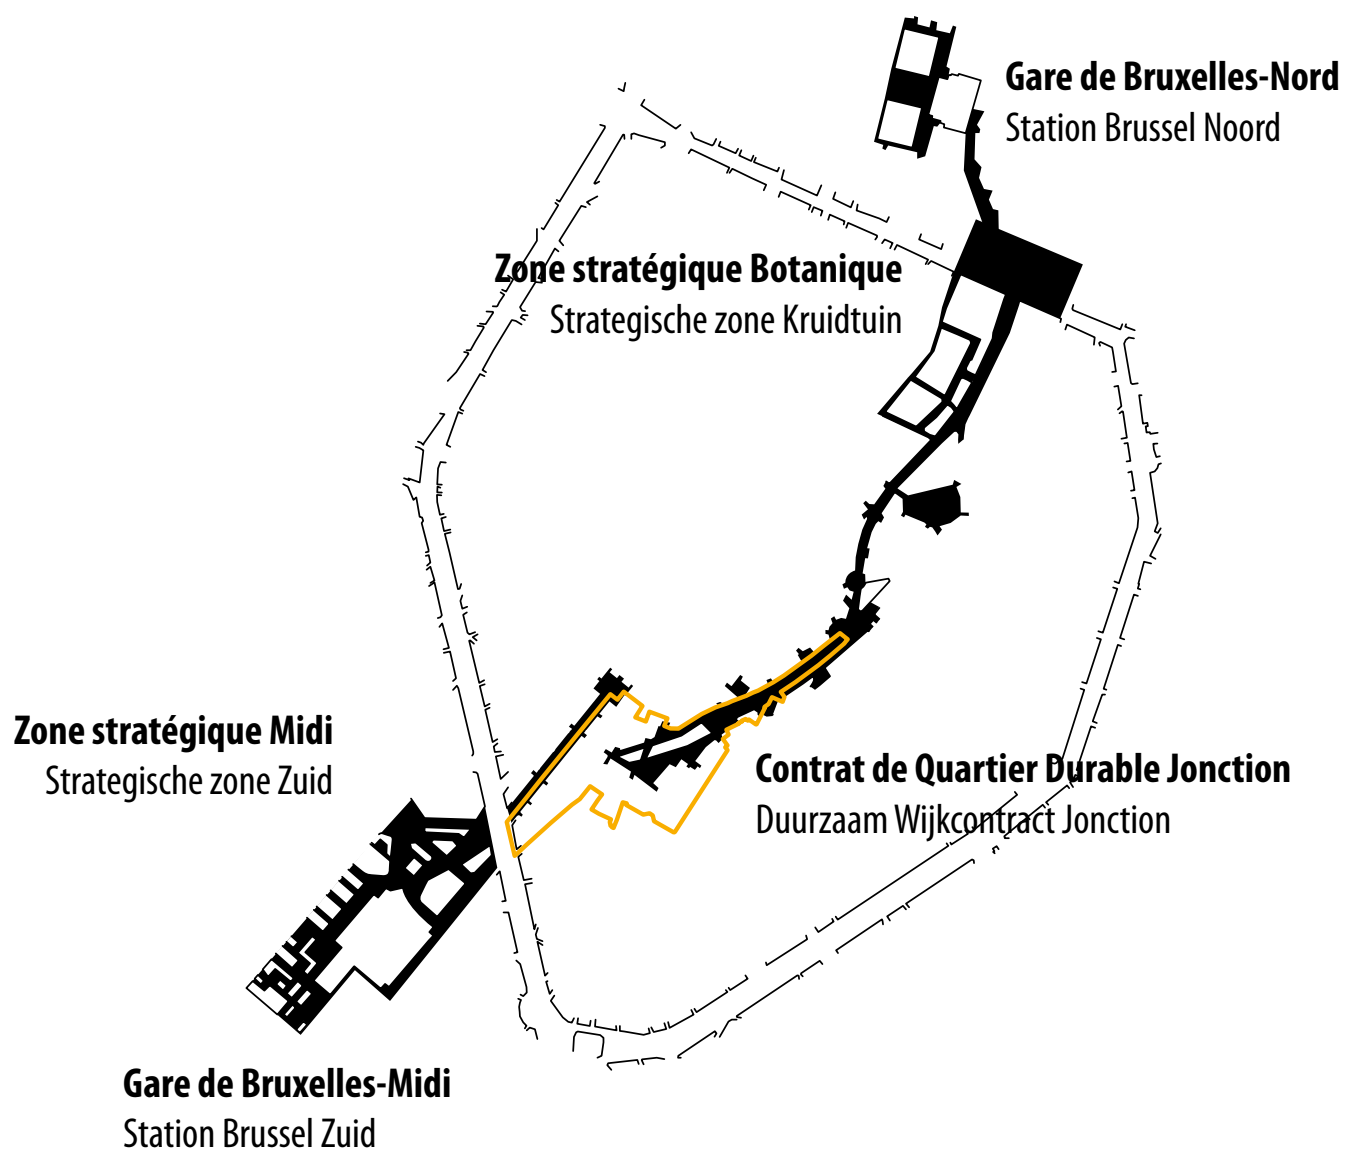 Gare de Bruxelles-Nord
Station Brussel Noord
Zone stratégique Botanique
Strategische zone Kruidtuin
Zone stratégique Midi
Strategische zone Zuid
Contrat de Quartier Durable Jonction
Duurzaam Wijkcontract Jonction
Gare de Bruxelles-Midi
Station Brussel Zuid